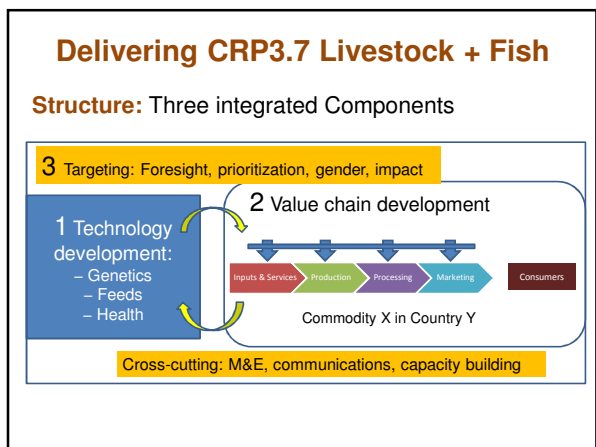 Delivering CRP3.7 Livestock + Fish
Structure: Three integrated Components
3 Targeting: Foresight, prioritization, gender, impact
1 Technology
development:
– Genetics
– Feeds
– Health
2 Value chain development
Inputs & Services
Production
Processing
Marketing
Consumers
Commodity X in Country Y
Cross-cutting: M&E, communications, capacity building